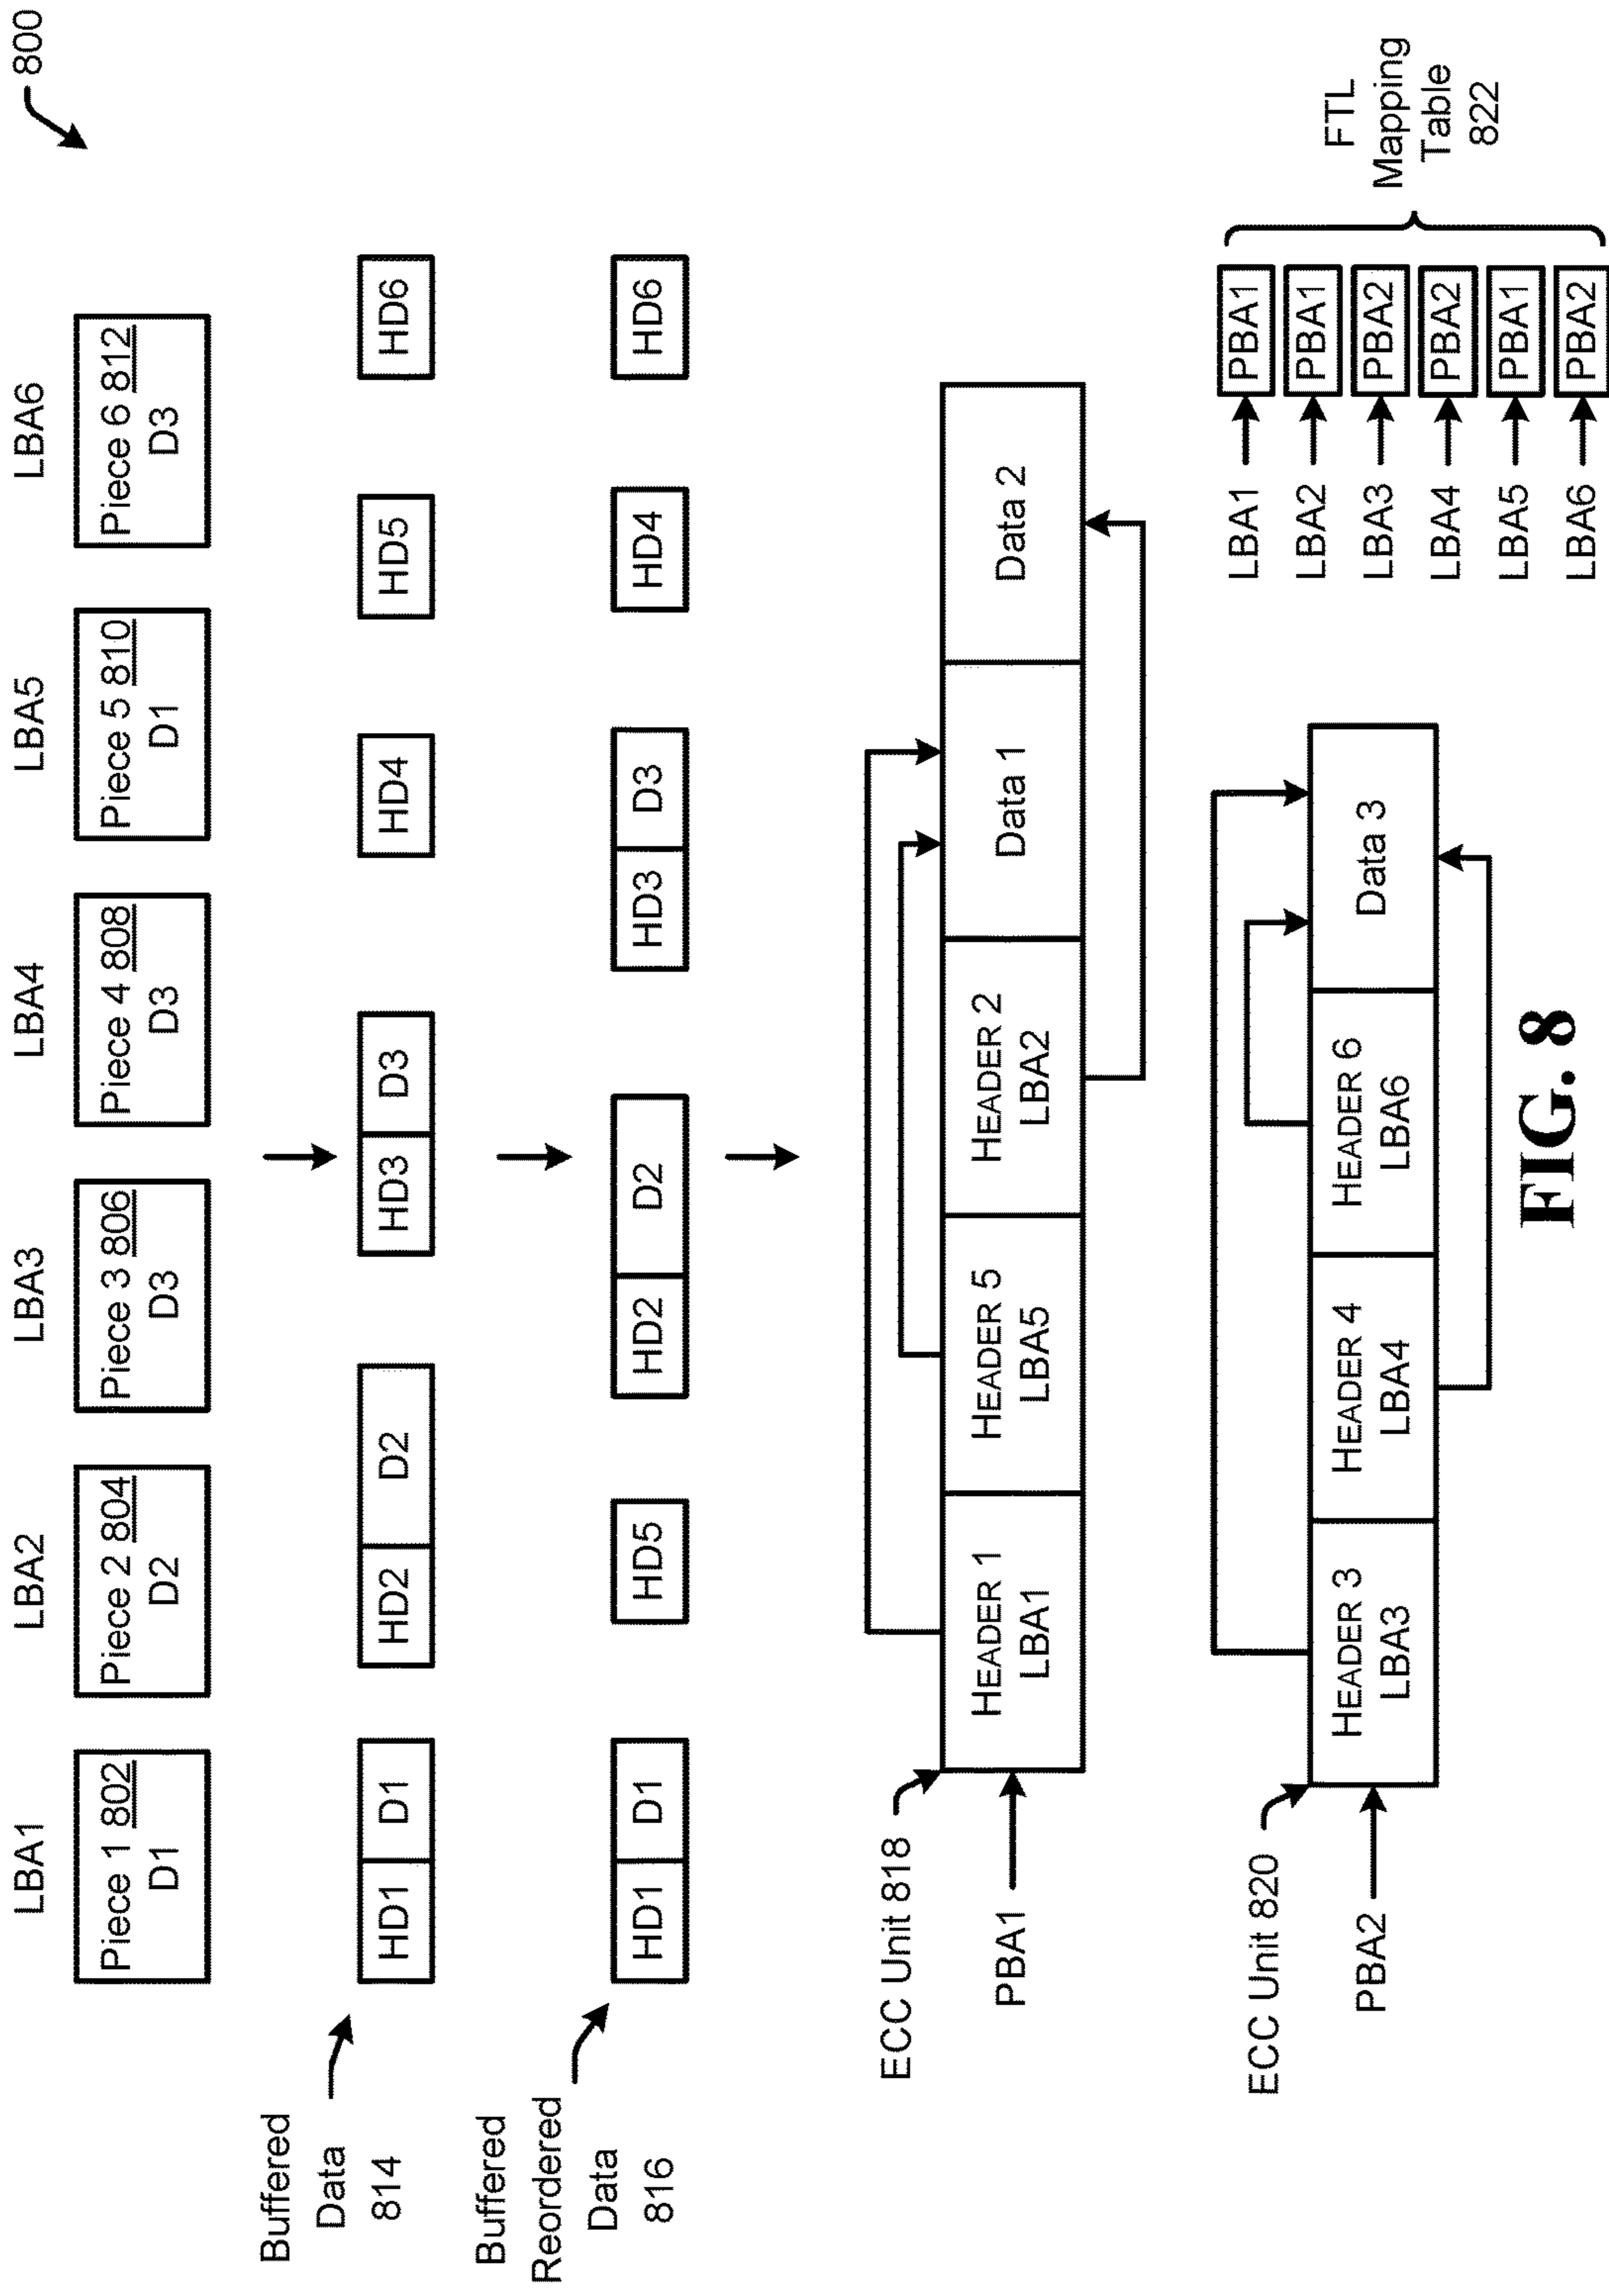 800
LBA1
LBA2
LBA3
LBA4
LBA5
LBA6
Piece 1 802
D1
Piece 2 804
D2
Piece 3 806
D3
Piece 4 808
D3
Piece 5 810
D1
Piece 6 812
D3
Buffered
Data
814
HD1
D1
HD2
D2
HD3
D3
HD4
HD5
HD6
Buffered
Reordered
Data
816
HD1
D1
HD5
HD2
D2
HD3
D3
HD4
HD6
ECC Unit 818
PBA1
HEADER 1
LBA1
HEADER 5
LBA5
HEADER 2
LBA2
Data 1
Data 2
ECC Unit 820
PBA2
HEADER 3
LBA3
HEADER 4
LBA4
HEADER 6
LBA6
Data 3
LBA1
PBA1
LBA2
PBA1
LBA3
PBA2
LBA4
PBA2
LBA5
PBA1
LBA6
PBA2
FTL
Mapping
Table
822
FIG. 8